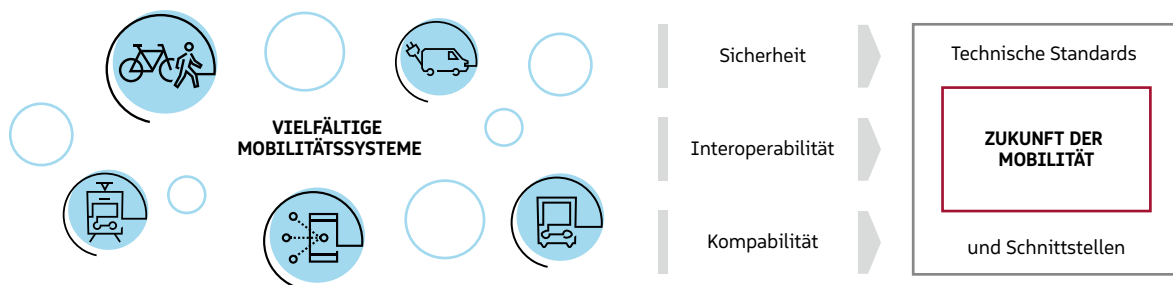 VIELFÄLTIGE
MOBILITÄTSSYSTEME
Sicherheit
Interoperabilität
Kompabilität
Technische Standards
ZUKUNFT DER
MOBILITÄT
und Schnittstellen